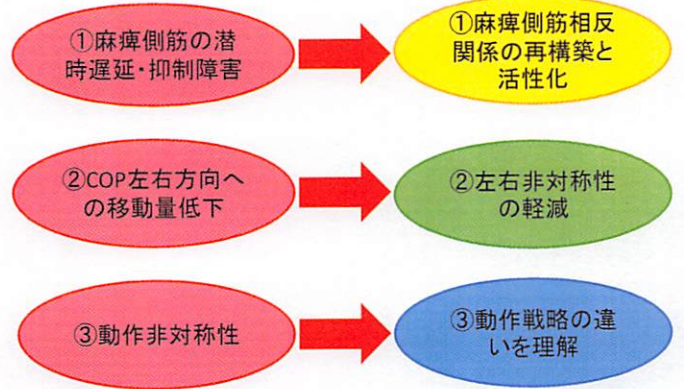 ①麻痺側筋の潜
時遅延・抑制障害
①麻痺側筋相反
関係の再構築と
活性化
②COP左右方向へ
の移動量低下
②左右非対称性
の軽減
③動作非対称性
③動作戦略の違
いを理解